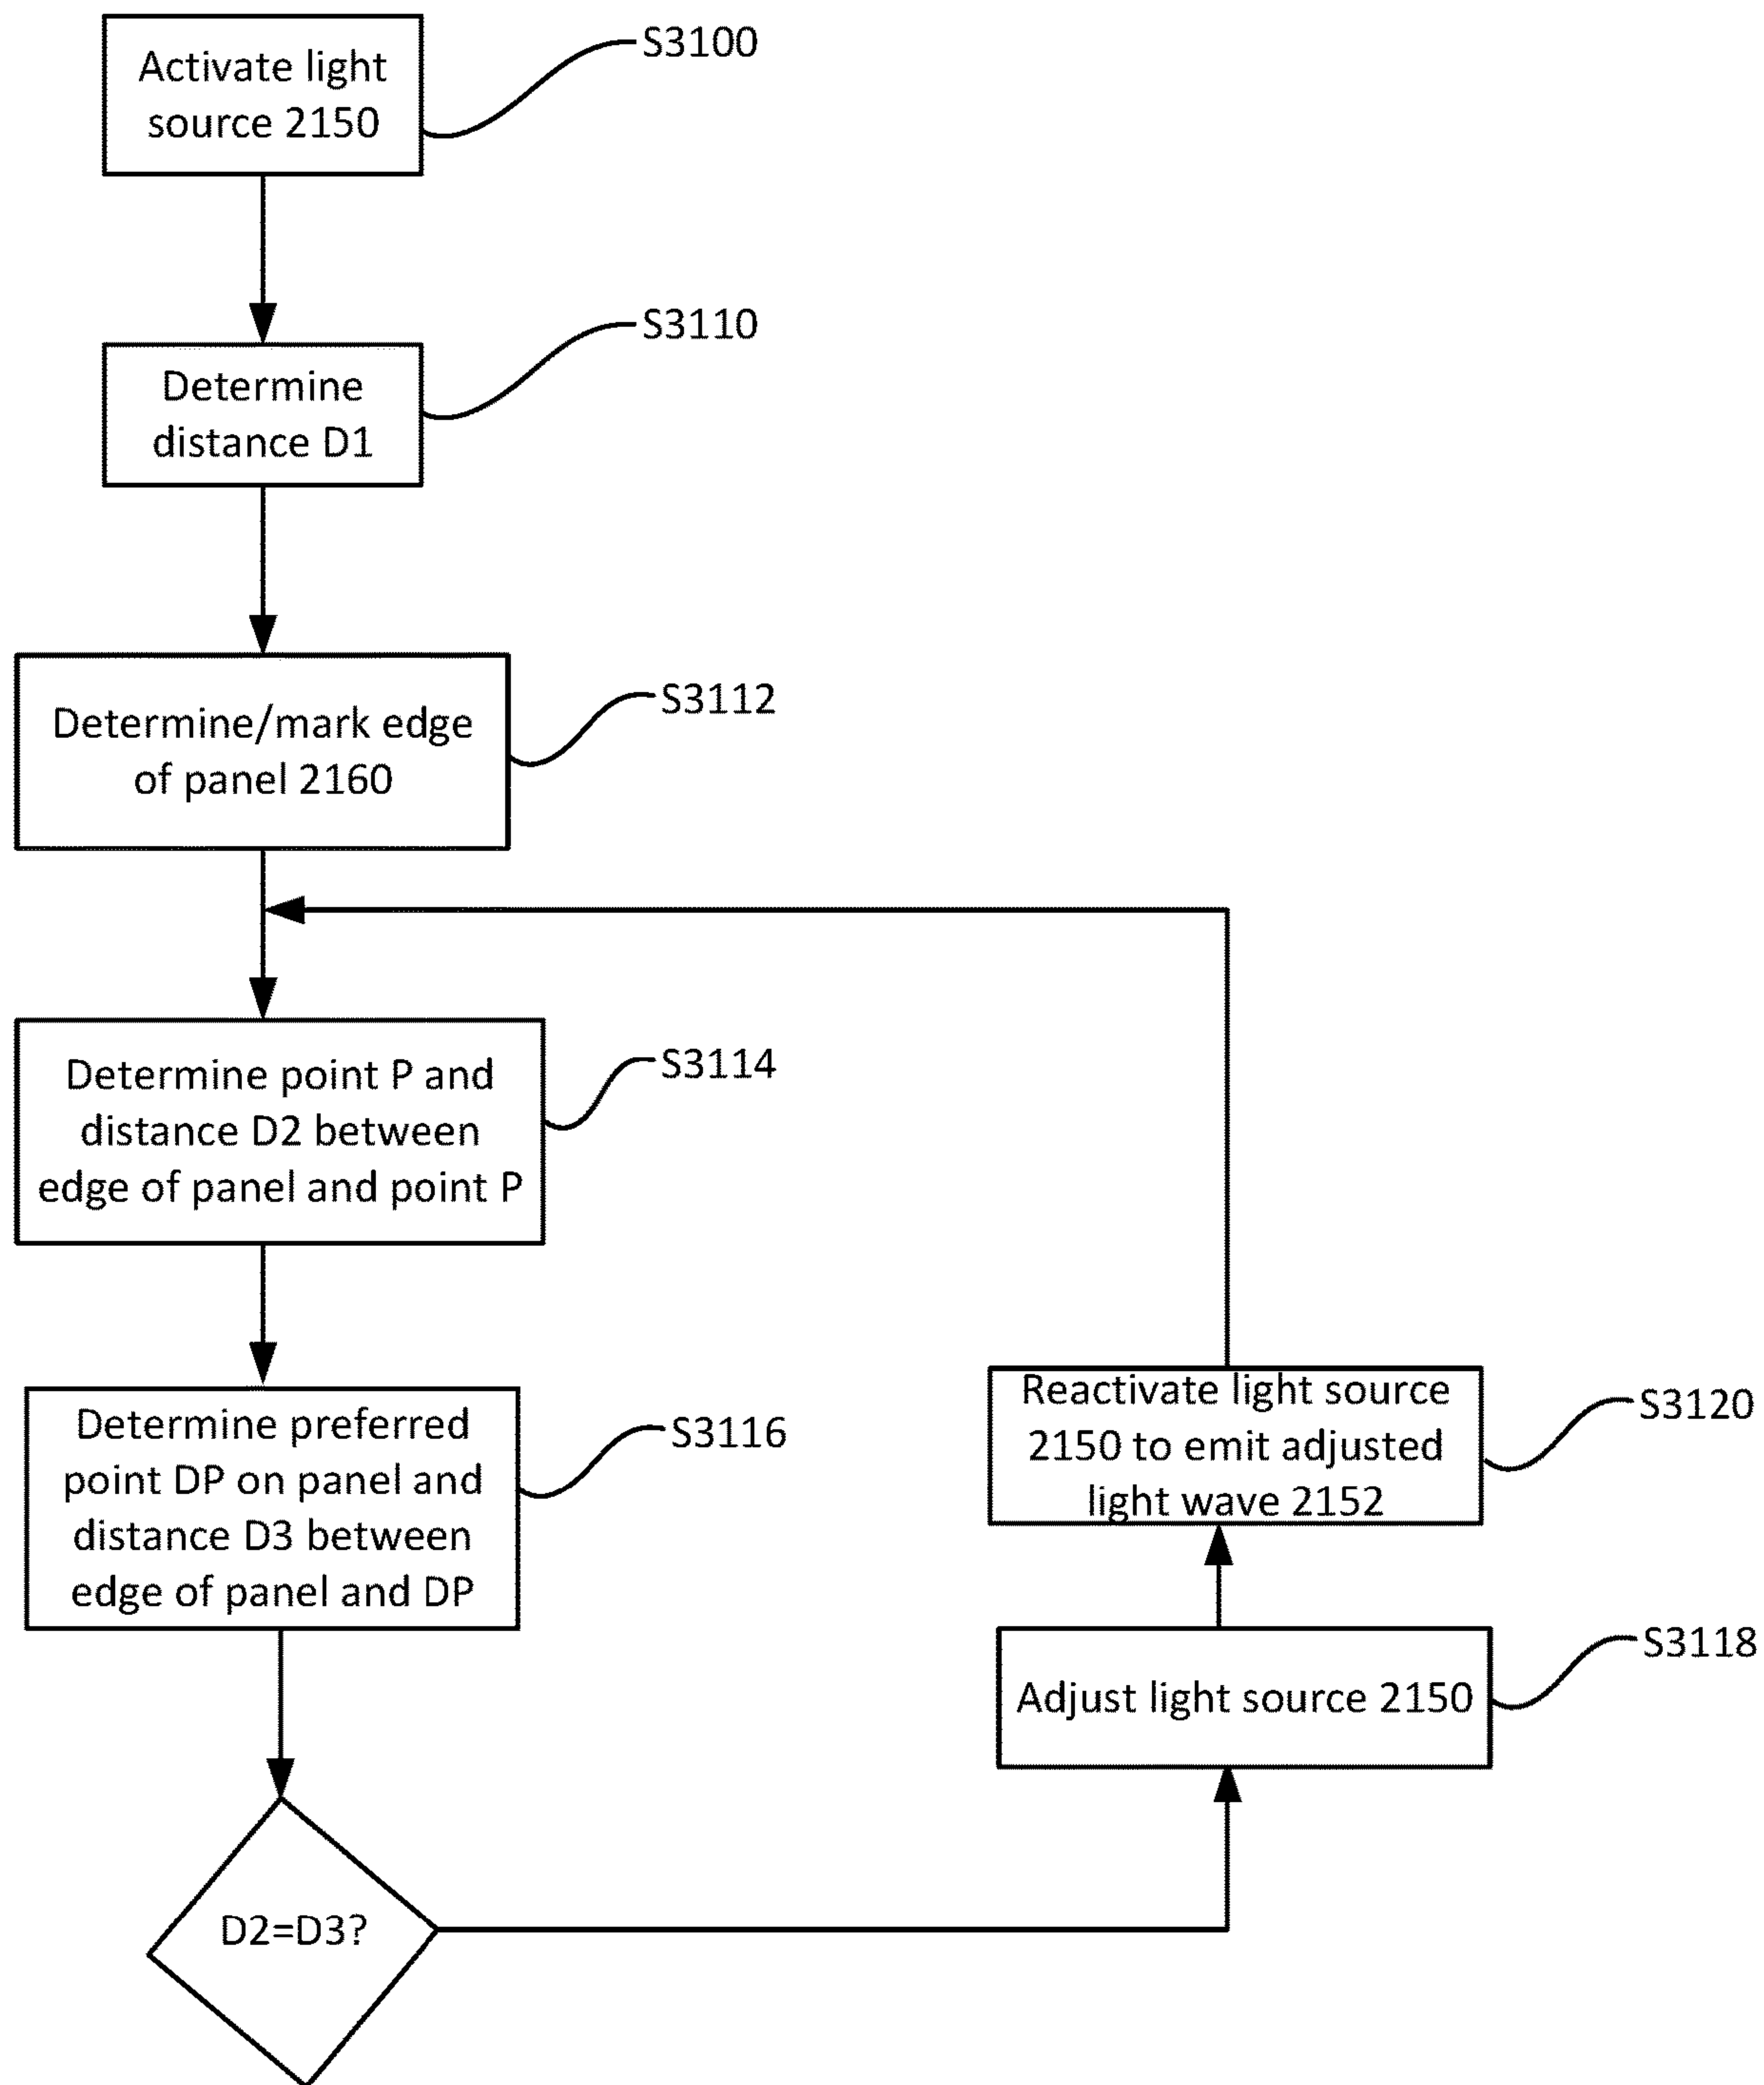 Activate light
source 2150
S3100
Determine
distance D1
S3110
Determine/mark edge
of panel 2160
S3112
Determine point P and
distance D2 between
edge of panel and point P
S3114
Determine preferred
point DP on panel and
distance D3 between
edge of panel and DP
S3116
D2=D3?
Adjust light source 2150
S3118
Reactivate light source
2150 to emit adjusted
light wave 2152
S3120